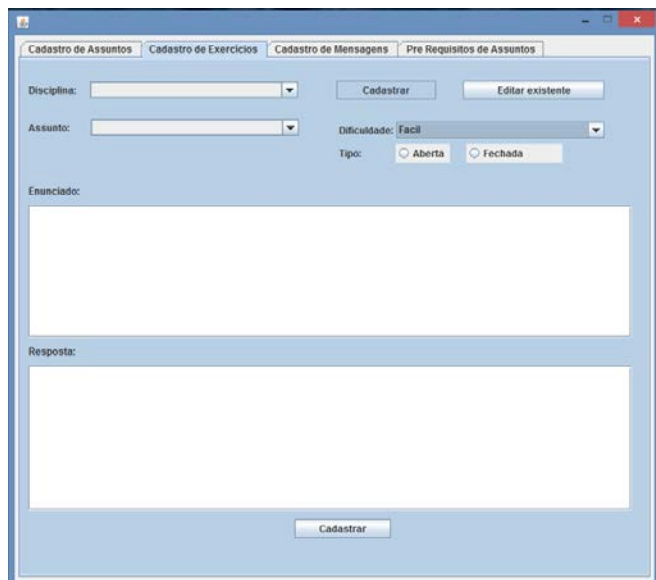 Cadastro de Assuntos Cadastro de Exercicios Cadastro de Mensagens Pre Requisitos de Assuntos
Disciplina: Cadastrar Editar existente
Assunto: Dificuldade: Facil
Tipo: Aberta Fechada
Enunciado:
Resposta:
Cadastrar